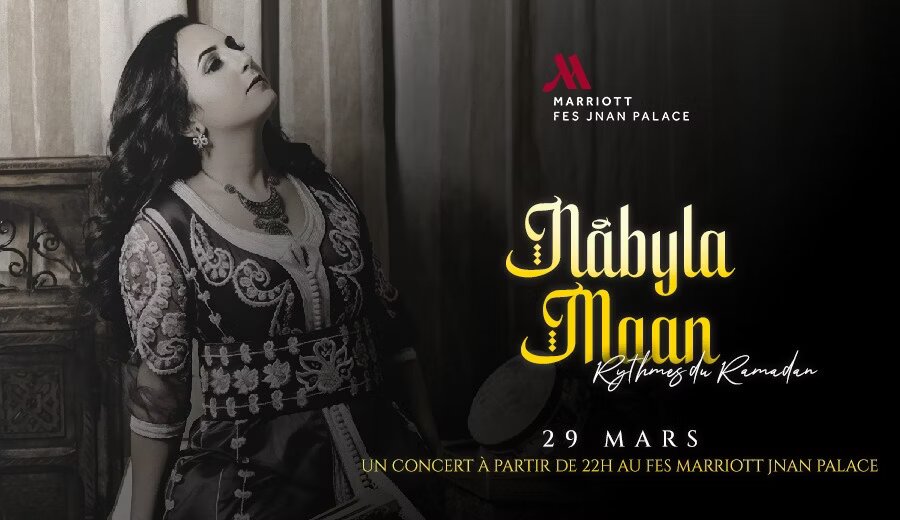 MARRIOTT
FES JNAN PALACE
Nabyla
Maan
Rythmes du Ramadan
29 MARS
UN CONCERT À PARTIR DE 22H AU FES MARRIOTT JNAN PALACE